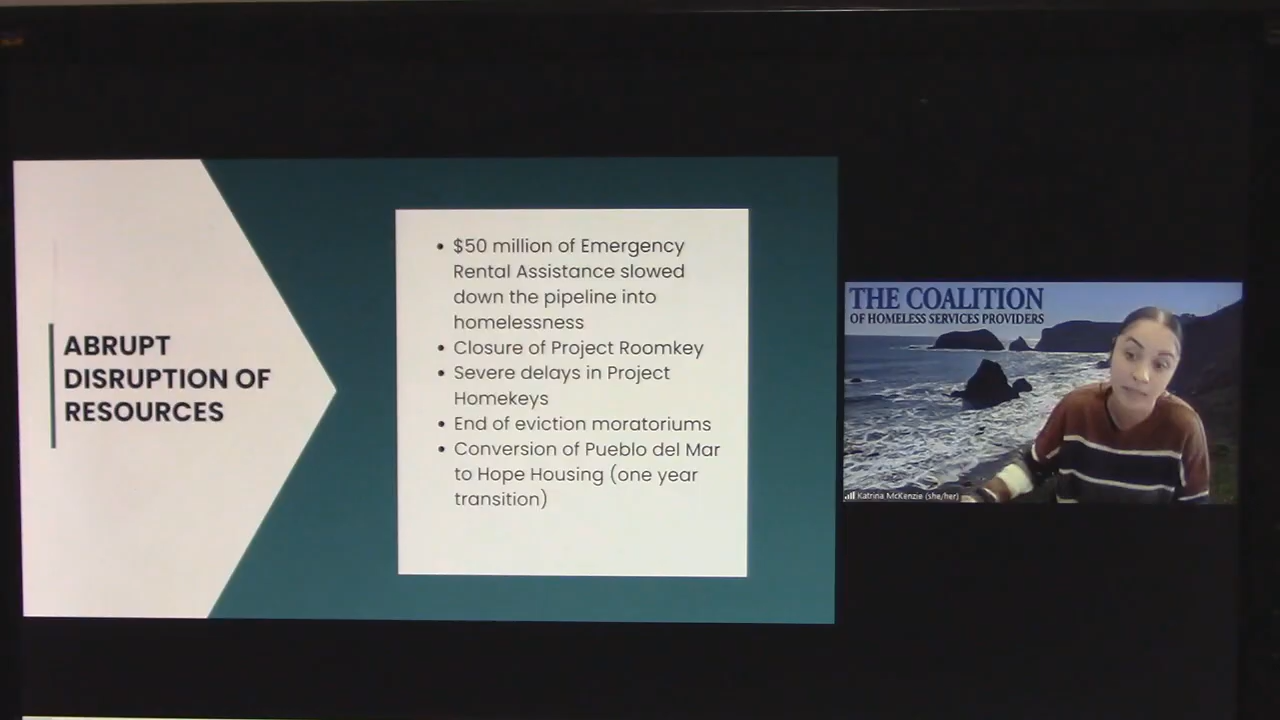 ABRUPT
DISRUPTION OF
RESOURCES
• $50 million of Emergency
Rental Assistance slowed
down the pipeline into
homelessness
• Closure of Project Roomkey
• Severe delays in Project
Homekeys
• End of eviction moratoriums
• Conversion of Pueblo del Mar
to Hope Housing (one year
transition)
THE COALITION
OF HOMELESS SERVICES PROVIDERS
Katrina McKenzie (she/her)